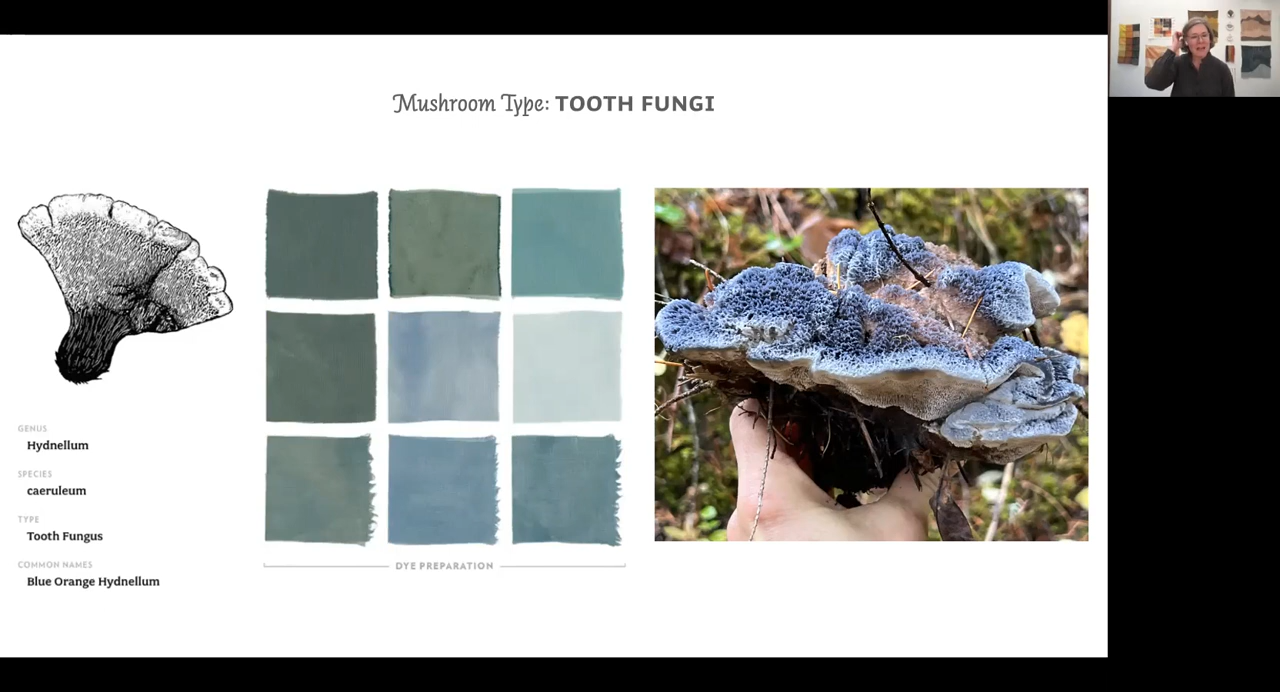 Mushroom Type: TOOTH FUNGI
GENUS
Hydnellum
SPECIES
caeruleum
TYPE
Tooth Fungus
COMMON NAMES
Blue Orange Hydnellum
DYE PREPARATION